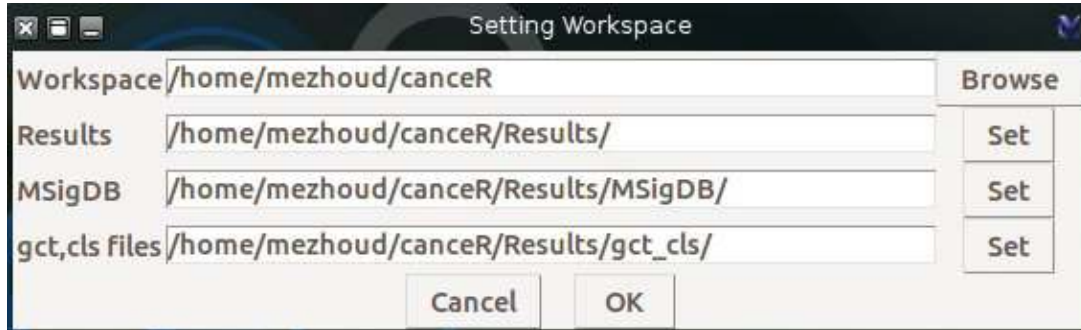 Setting Workspace
Workspace /home/mezhoud/canceR Browse
Results /home/mezhoud/canceR/Results/ Set
MSigDB /home/mezhoud/canceR/Results/MSigDB/ Set
gct,cls files /home/mezhoud/canceR/Results/gct_cls/ Set
Cancel OK